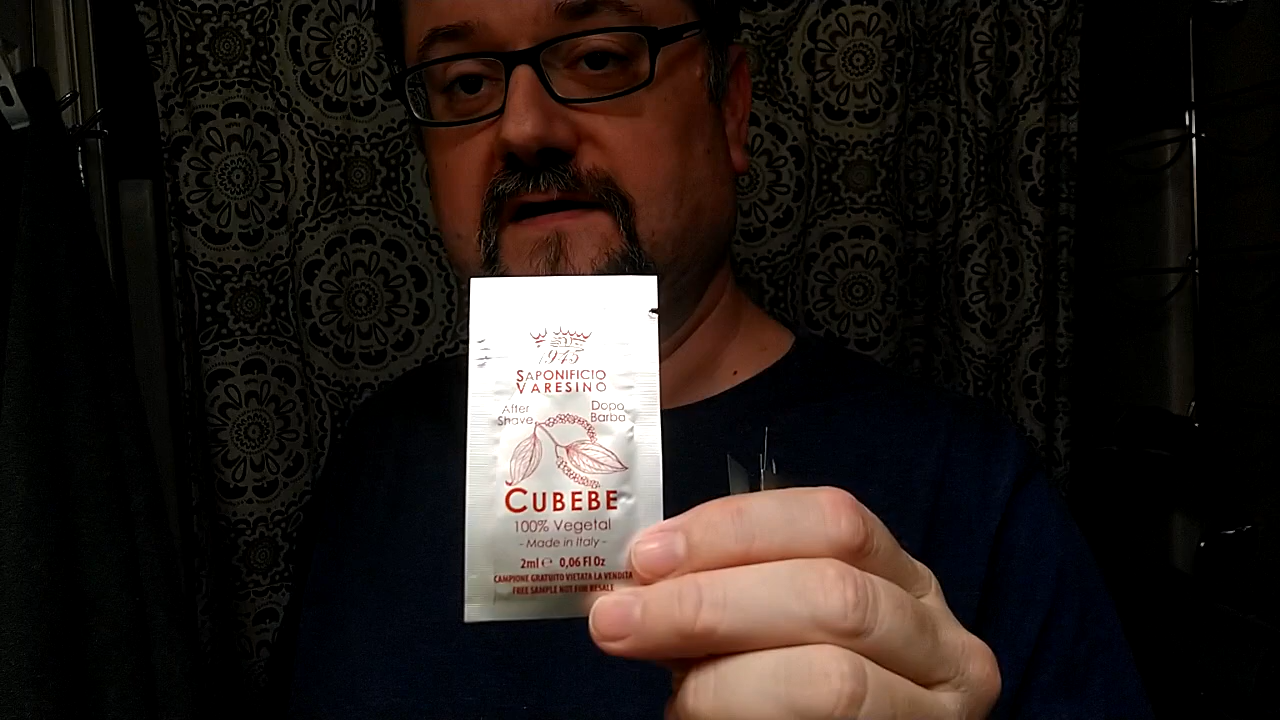 1945
SAPONIFICIO
VARESINO
After Dopo
Shave Barba
CUBEBE
100% Vegetal
- Made in Italy -
2ml ℮ 0,06 Fl Oz
CAMPIONE GRATUITO VIETATA LA VENDITA
FREE SAMPLE NOT FOR RESALE